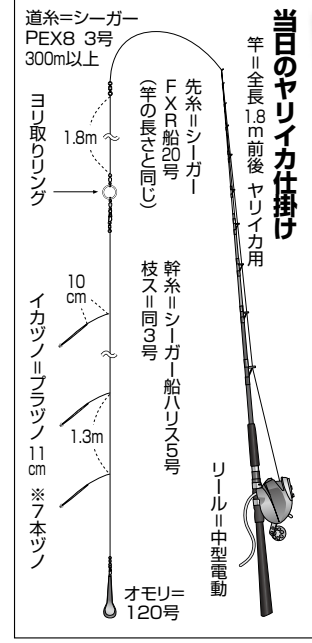 当日のヤリイカ仕掛け
竿=全長1.8m前後 ヤリイカ用
道糸=シーガー
PEX8 3号
300m以上
先糸=シーガー
FXR船20号
(竿の長さと同じ)
1.8m
ヨリ取りリング
幹糸=シーガー船ハリス5号
枝ス=同3号
10
cm
1.3m
イカヅノ=プラヅノ 11cm ※7本ヅノ
リール=中型電動
オモリ=
120号